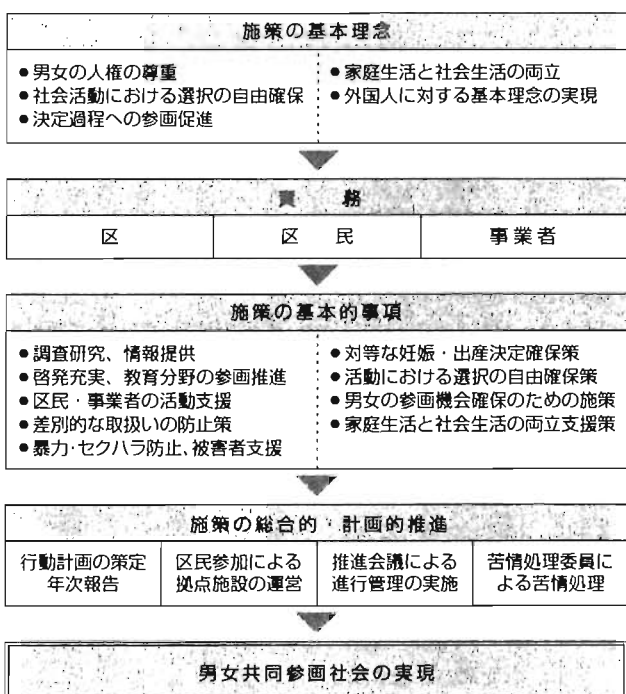 施策の基本理念
●男女の人権の尊重
●社会活動における選択の自由確保
●決定過程への参画促進
●家庭生活と社会生活の両立
●外国人に対する基本理念の実現
責務
区
区民
事業者
施策の基本的事項
●調査研究、情報提供
●啓発充実、教育分野の参画推進
●区民・事業者の活動支援
●差別的な取扱いの防止策
●暴力・セクハラ防止、被害者支援
●対等な妊娠・出産決定確保策
●活動における選択の自由確保策
●男女の参画機会確保のための施策
●家庭生活と社会生活の両立支援策
施策の総合的・計画的推進
行動計画の策定
年次報告
区民参加による
拠点施設の運営
推進会議による
進行管理の実施
苦情処理委員に
よる苦情処理
男女共同参画社会の実現